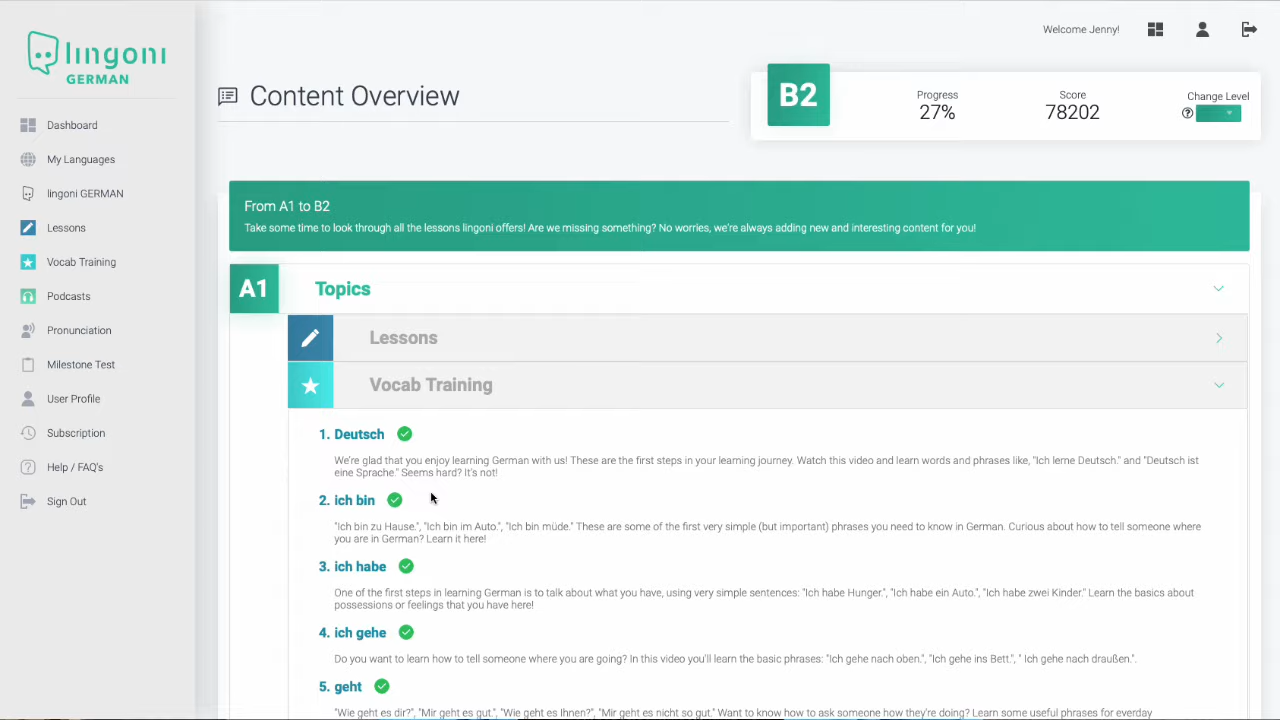 lingoni
GERMAN
Dashboard
My Languages
lingoni GERMAN
Lessons
Vocab Training
Podcasts
Pronunciation
Milestone Test
User Profile
Subscription
Help / FAQ's
Sign Out
Welcome Jenny!
Content Overview
B2
Progress
27%
Score
78202
Change Level
From A1 to B2
Take some time to look through all the lessons lingoni offers! Are we missing something? No worries, we're always adding new and interesting content for you!
A1
Topics
Lessons
Vocab Training
1. Deutsch
We're glad that you enjoy learning German with us! These are the first steps in your learning journey. Watch this video and learn words and phrases like, "Ich lerne Deutsch." and "Deutsch ist
eine Sprache." Seems hard? It's not!
2. ich bin
"Ich bin zu Hause.", "Ich bin im Auto.", "Ich bin müde." These are some of the first very simple (but important) phrases you need to know in German. Curious about how to tell someone where
you are in German? Learn it here!
3. ich habe
One of the first steps in learning German is to talk about what you have, using very simple sentences: "Ich habe Hunger.", "Ich habe ein Auto.", "Ich habe zwei Kinder." Learn the basics about
possessions or feelings that you have here!
4. ich gehe
Do you want to learn how to tell someone where you are going? In this video you'll learn the basic phrases: "Ich gehe nach oben.", "Ich gehe ins Bett.", " Ich gehe nach draußen.".
5. geht
"Wie geht es dir?", "Mir geht es gut.", "Wie geht es Ihnen?", "Mir geht es nicht so gut." Want to know how to ask someone how they're doing? Learn some useful phrases for everday